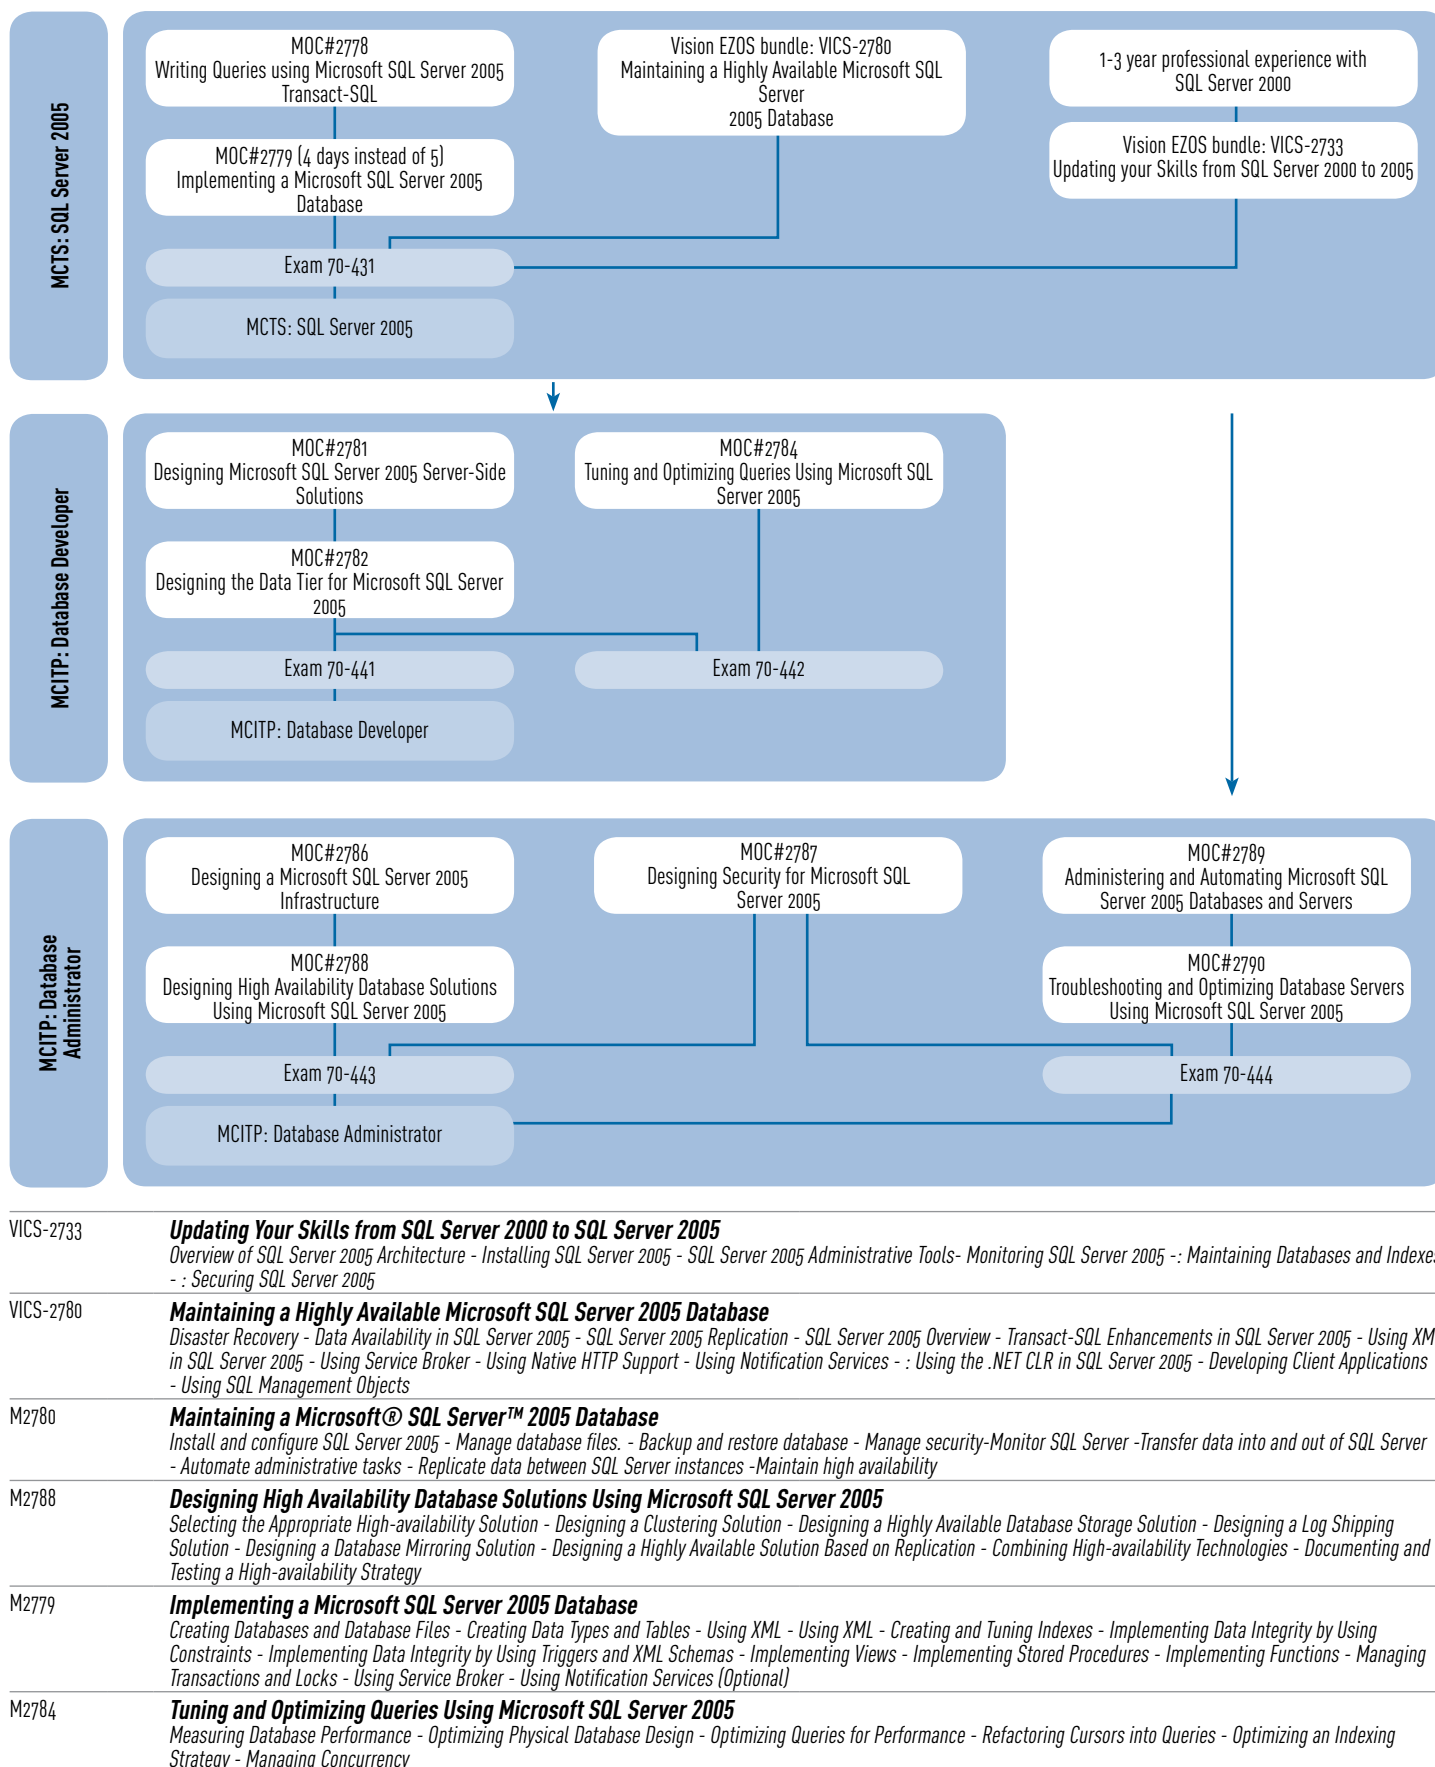 MCTS: SQL Server 2005
MOC#2778
Writing Queries using Microsoft SQL Server 2005
Transact-SQL
Vision EZOS bundle: VICS-2780
Maintaining a Highly Available Microsoft SQL
Server
2005 Database
1-3 year professional experience with
SQL Server 2000
MOC#2779 (4 days instead of 5)
Implementing a Microsoft SQL Server 2005
Database
Vision EZOS bundle: VICS-2733
Updating your Skills from SQL Server 2000 to 2005
Exam 70-431
MCTS: SQL Server 2005
MCITP: Database Developer
MOC#2781
Designing Microsoft SQL Server 2005 Server-Side
Solutions
MOC#2784
Tuning and Optimizing Queries Using Microsoft SQL
Server 2005
MOC#2782
Designing the Data Tier for Microsoft SQL Server
2005
Exam 70-441
Exam 70-442
MCITP: Database Developer
MCITP: Database
Administrator
MOC#2786
Designing a Microsoft SQL Server 2005
Infrastructure
MOC#2787
Designing Security for Microsoft SQL
Server 2005
MOC#2789
Administering and Automating Microsoft SQL
Server 2005 Databases and Servers
MOC#2788
Designing High Availability Database Solutions
Using Microsoft SQL Server 2005
MOC#2790
Troubleshooting and Optimizing Database Servers
Using Microsoft SQL Server 2005
Exam 70-443
Exam 70-444
MCITP: Database Administrator
VICS-2733 Updating Your Skills from SQL Server 2000 to SQL Server 2005
Overview of SQL Server 2005 Architecture - Installing SQL Server 2005 - SQL Server 2005 Administrative Tools- Monitoring SQL Server 2005 -: Maintaining Databases and Indexes
- : Securing SQL Server 2005
VICS-2780 Maintaining a Highly Available Microsoft SQL Server 2005 Database
Disaster Recovery - Data Availability in SQL Server 2005 - SQL Server 2005 Replication - SQL Server 2005 Overview - Transact-SQL Enhancements in SQL Server 2005 - Using XM
in SQL Server 2005 - Using Service Broker - Using Native HTTP Support - Using Notification Services - : Using the .NET CLR in SQL Server 2005 - Developing Client Applications
- Using SQL Management Objects
M2780 Maintaining a Microsoft® SQL Server™ 2005 Database
Install and configure SQL Server 2005 - Manage database files. - Backup and restore database - Manage security-Monitor SQL Server -Transfer data into and out of SQL Server
- Automate administrative tasks - Replicate data between SQL Server instances -Maintain high availability
M2788 Designing High Availability Database Solutions Using Microsoft SQL Server 2005
Selecting the Appropriate High-availability Solution - Designing a Clustering Solution - Designing a Highly Available Database Storage Solution - Designing a Log Shipping
Solution - Designing a Database Mirroring Solution - Designing a Highly Available Solution Based on Replication - Combining High-availability Technologies - Documenting and
Testing a High-availability Strategy
M2779 Implementing a Microsoft SQL Server 2005 Database
Creating Databases and Database Files - Creating Data Types and Tables - Using XML - Using XML - Creating and Tuning Indexes - Implementing Data Integrity by Using
Constraints - Implementing Data Integrity by Using Triggers and XML Schemas - Implementing Views - Implementing Stored Procedures - Implementing Functions - Managing
Transactions and Locks - Using Service Broker - Using Notification Services (Optional)
M2784 Tuning and Optimizing Queries Using Microsoft SQL Server 2005
Measuring Database Performance - Optimizing Physical Database Design - Optimizing Queries for Performance - Refactoring Cursors into Queries - Optimizing an Indexing
Strategy - Managing Concurrency